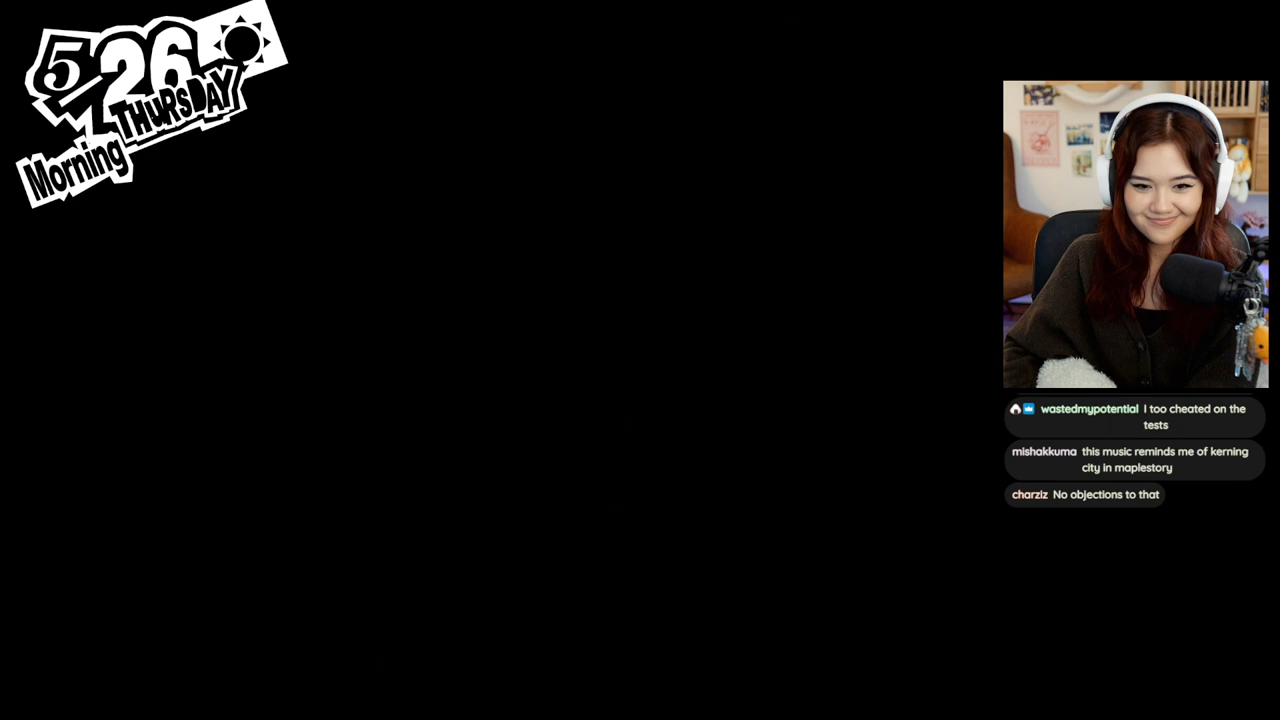 5/26
THURSDAY
Morning
wastedmypotential I too cheated on the
tests
mishakkuma this music reminds me of kerning
city in maplestory
charziz No objections to that